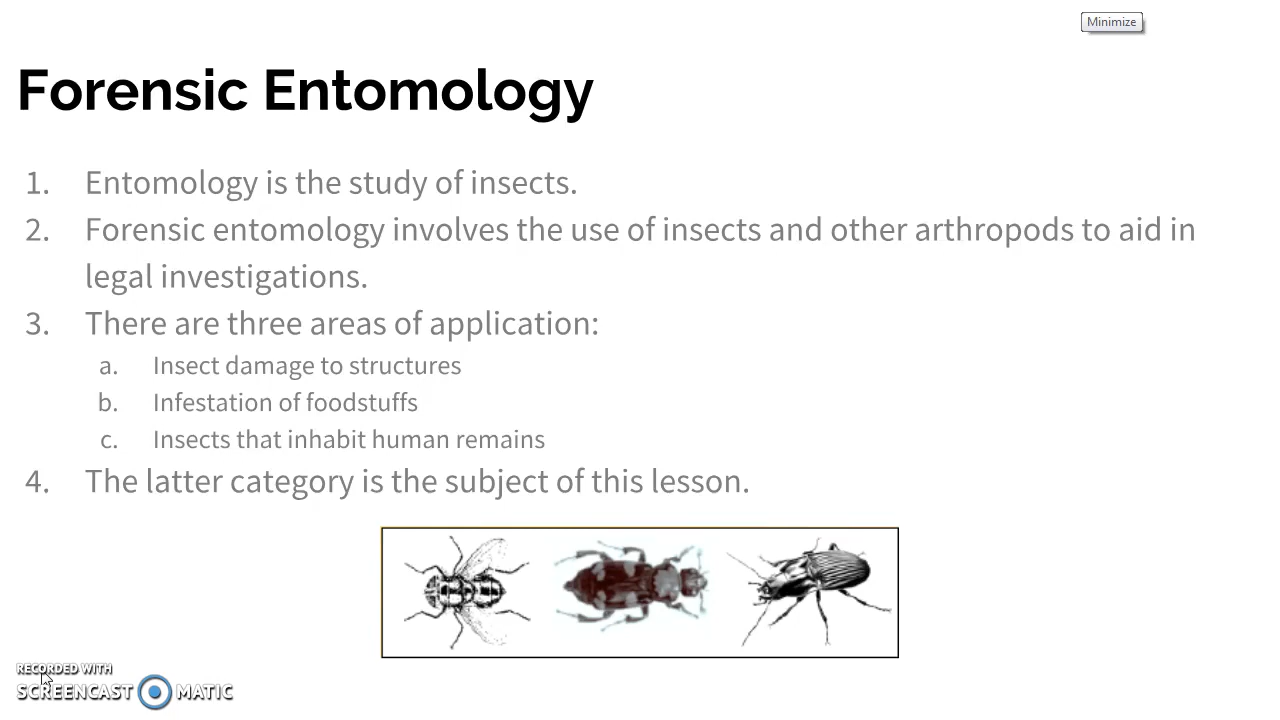 Minimize
Forensic Entomology
1. Entomology is the study of insects.
2. Forensic entomology involves the use of insects and other arthropods to aid in
legal investigations.
3. There are three areas of application:
a. Insect damage to structures
b. Infestation of foodstuffs
c. Insects that inhabit human remains
4. The latter category is the subject of this lesson.
RECORDED WITH
SCREENCAST MATIC